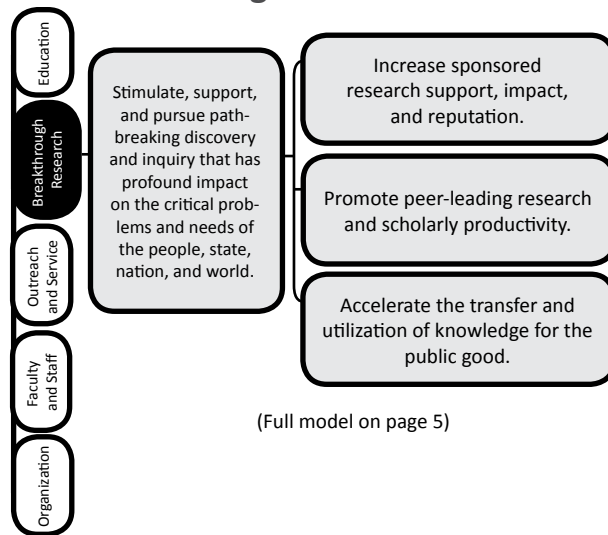 Education
Breakthrough
Research
Outreach
and Service
Faculty
and Staff
Organization
Stimulate, support,
and pursue path-
breaking discovery
and inquiry that has
profound impact
on the critical prob-
lems and needs of
the people, state,
nation, and world.
Increase sponsored
research support, impact,
and reputation.
Promote peer-leading research
and scholarly productivity.
Accelerate the transfer and
utilization of knowledge for the
public good.
(Full model on page 5)